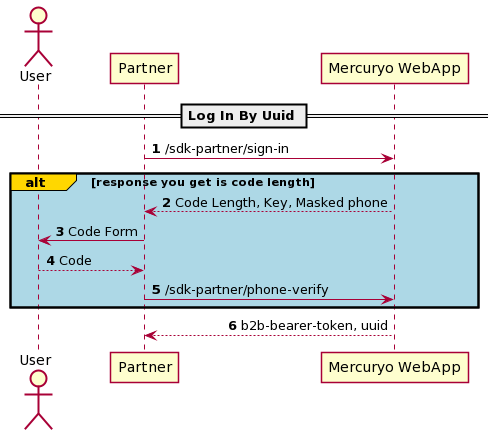 User
Partner
Mercuryo WebApp
Log In By Uuid
1 /sdk-partner/sign-in
alt [response you get is code length]
2 Code Length, Key, Masked phone
3 Code Form
4 Code
5 /sdk-partner/phone-verify
6 b2b-bearer-token, uuid
User
Partner
Mercuryo WebApp